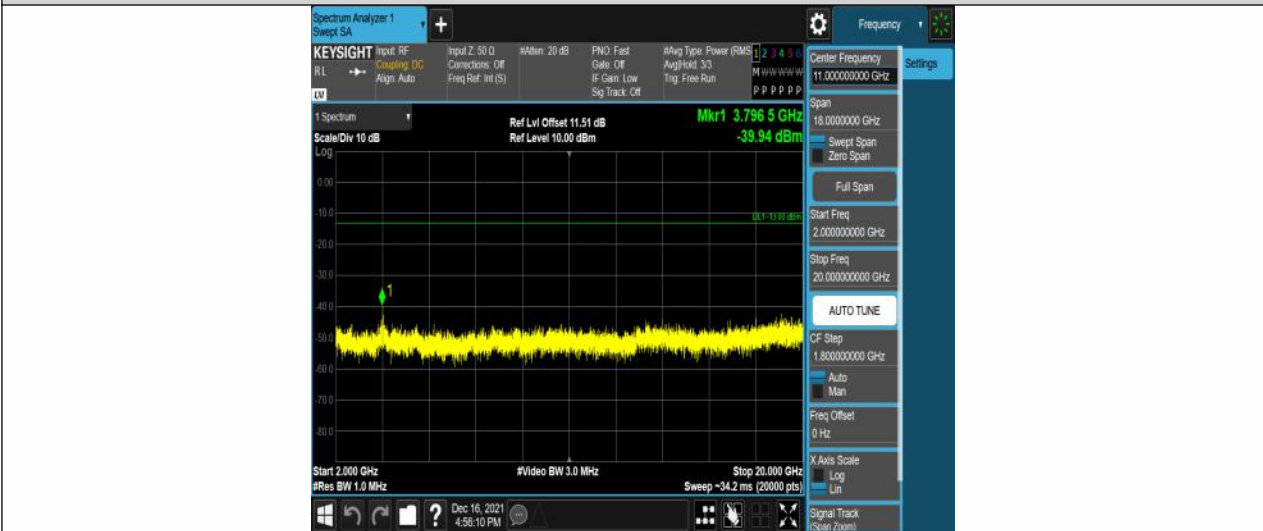 Spectrum Analyzer 1
Swept SA
+
Frequency
KEYSIGHT
RL
LV
Input: RF
Coupling: DC
Align: Auto
Input Z: 50 Ω
Corrections: Off
Freq Ref: Int (S)
#Atten: 20 dB
PNO: Fast
Gate: Off
IF Gain: Low
Sig Track: Off
#Avg Type: Power (RMS
Avg|Hold: 3/3
Trig: Free Run
1 2 3 4 5 6
M W W W W W
P P P P P P
1 Spectrum
Scale/Div 10 dB
Log
Ref Lvl Offset 11.51 dB
Ref Level 10.00 dBm
Mkr1 3.796 5 GHz
-39.94 dBm
0.00
-10.0
DL1 -13.00 dBm
-20.0
-30.0
1
-40.0
-50.0
-60.0
-70.0
-80.0
Start 2.000 GHz
#Res BW 1.0 MHz
#Video BW 3.0 MHz
Stop 20.000 GHz
Sweep ~34.2 ms (20000 pts)
Center Frequency
11.000000000 GHz
Settings
Span
18.0000000 GHz
Swept Span
Zero Span
Full Span
Start Freq
2.000000000 GHz
Stop Freq
20.000000000 GHz
AUTO TUNE
CF Step
1.800000000 GHz
Auto
Man
Freq Offset
0 Hz
X Axis Scale
Log
Lin
Signal Track
(Span Zoom)
?
Dec 16, 2021
4:56:10 PM